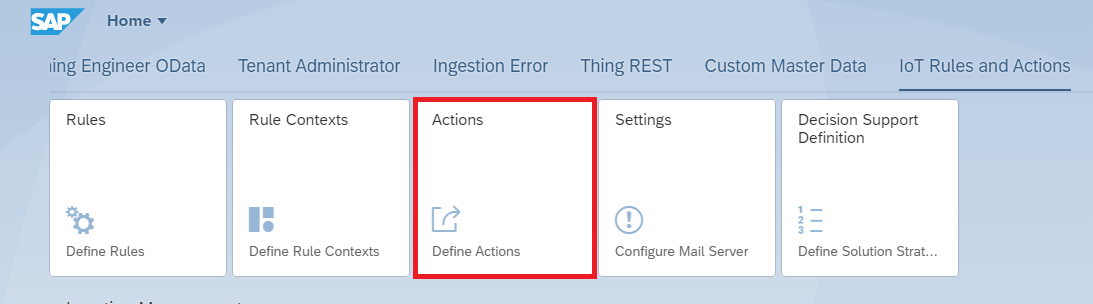 SAP Home
ing Engineer OData Tenant Administrator Ingestion Error Thing REST Custom Master Data IoT Rules and Actions
Rules Rule Contexts Actions Settings Decision Support
Definition
1
2
3
Define Rules Define Rule Contexts Define Actions Configure Mail Server Define Solution Strat...